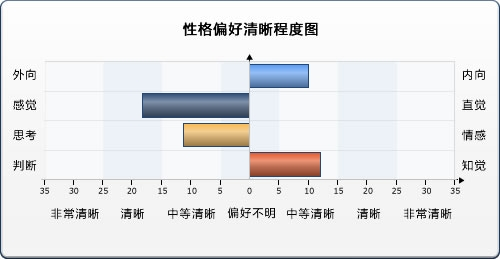 性格偏好清晰程度图
外向 内向
感觉 直觉
思考 情感
判断 知觉
35 30 25 20 15 10 5 0 5 10 15 20 25 30 35
非常清晰 清晰 中等清晰 偏好不明 中等清晰 清晰 非常清晰